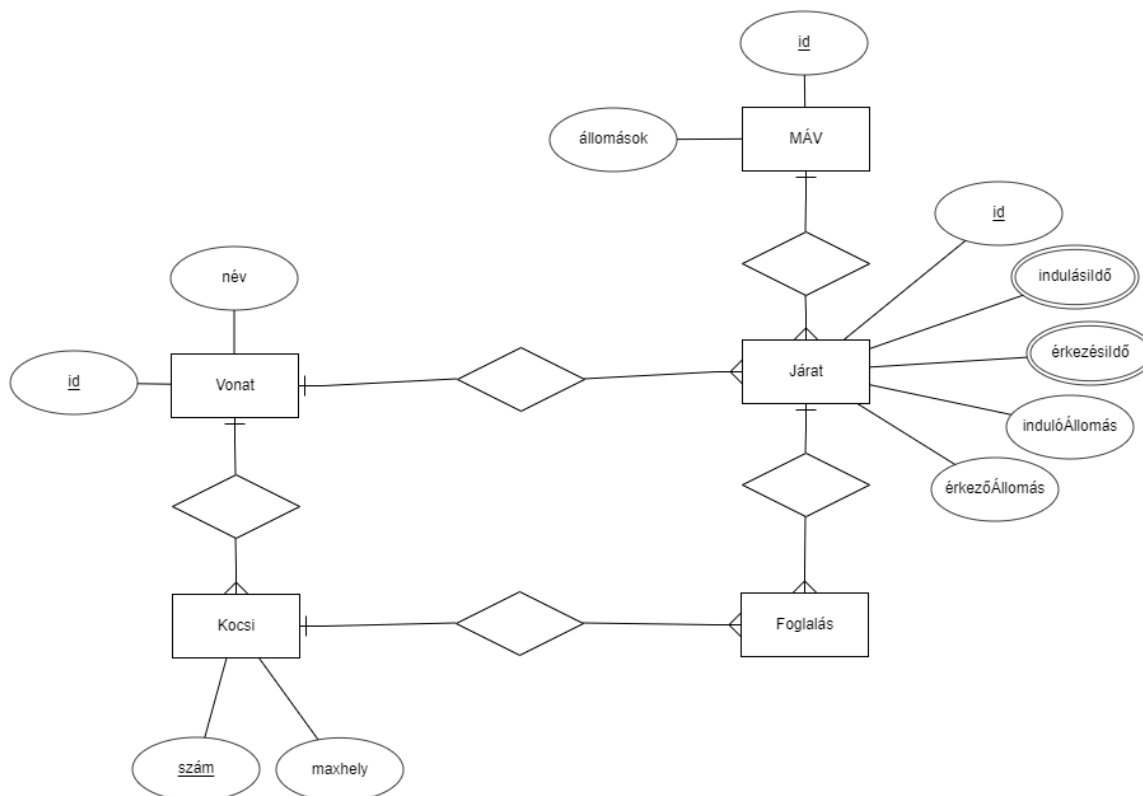 id
állomások
MÁV
id
név
indulásiIdő
érkezésiIdő
id
Vonat
Járat
indulóÁllomás
érkezőÁllomás
Kocsi
Foglalás
szám
maxhely